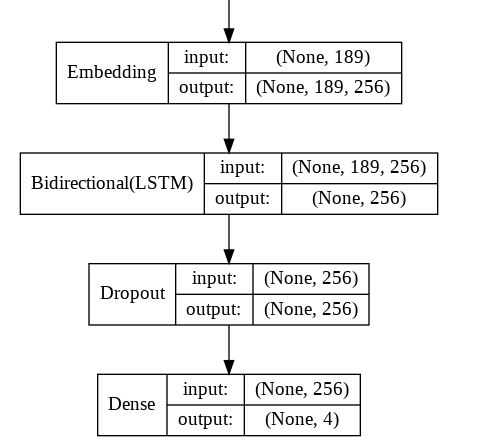 Embedding input: (None, 189)
output: (None, 189, 256)
Bidirectional(LSTM) input: (None, 189, 256)
output: (None, 256)
Dropout input: (None, 256)
output: (None, 256)
Dense input: (None, 256)
output: (None, 4)